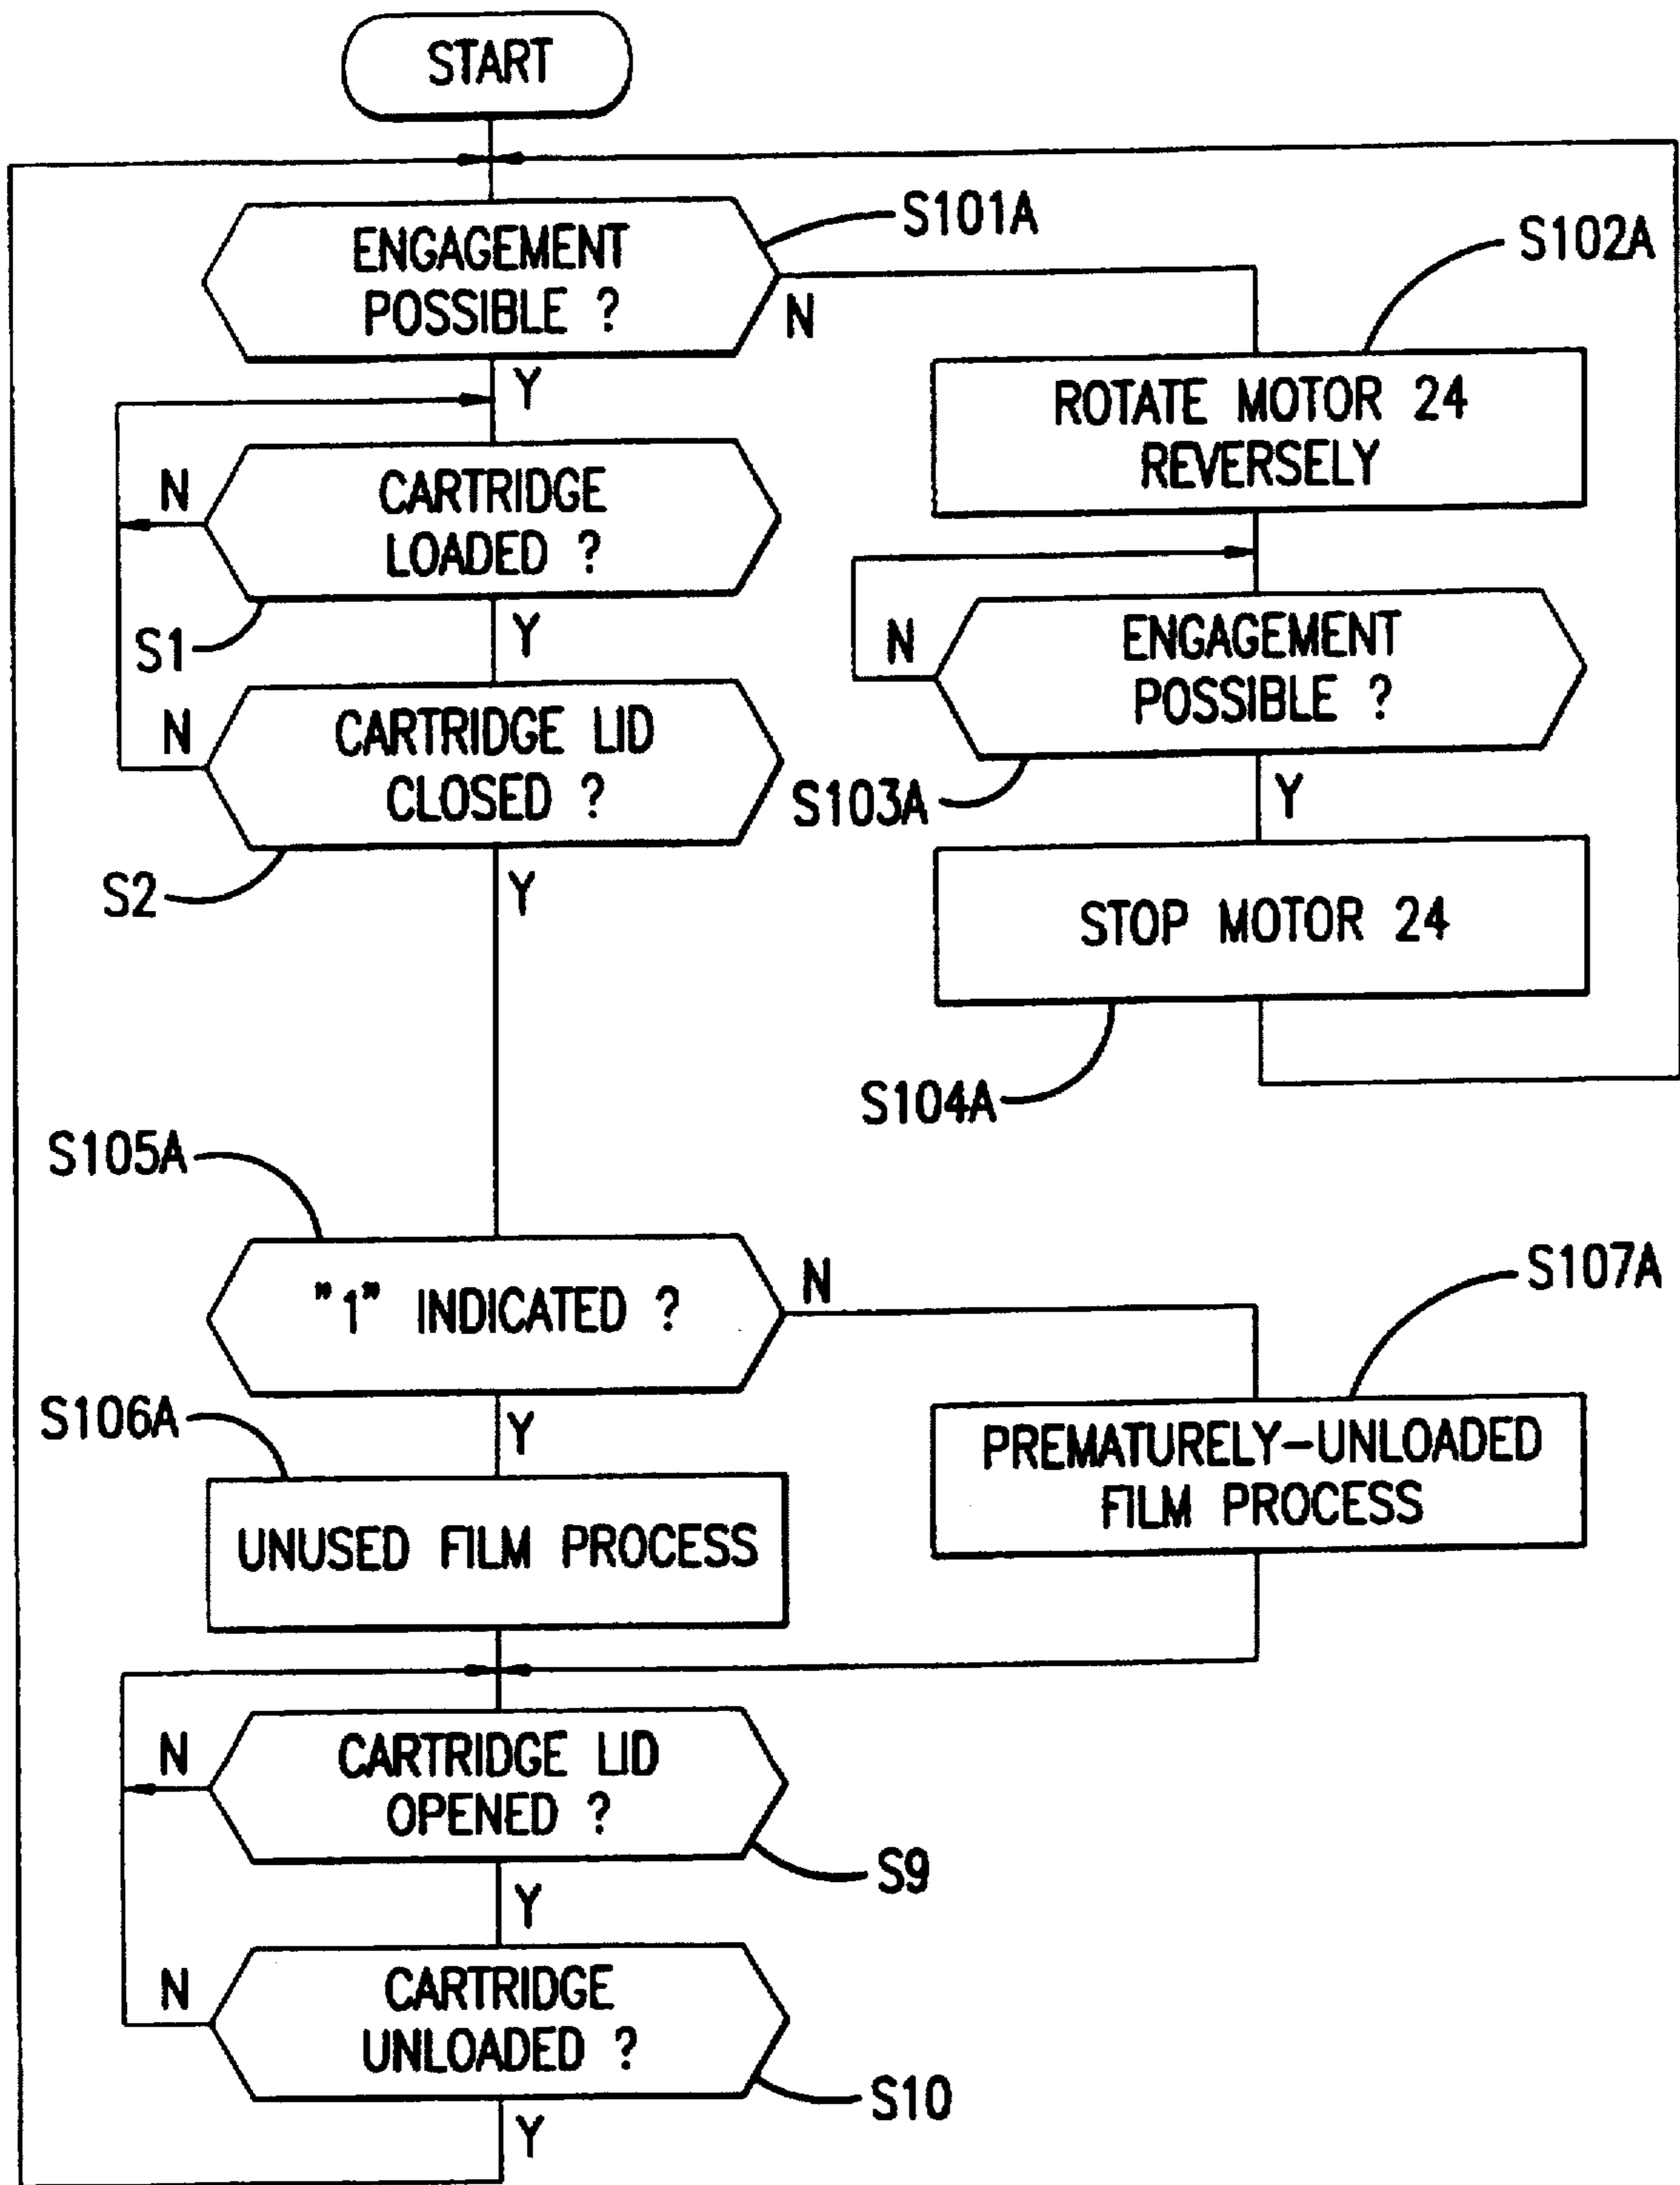 START
ENGAGEMENT
POSSIBLE ?
S101A
N
S102A
ROTATE MOTOR 24
REVERSELY
Y
CARTRIDGE
LOADED ?
N
S1
Y
ENGAGEMENT
POSSIBLE ?
N
S103A
Y
CARTRIDGE LID
CLOSED ?
N
S2
Y
STOP MOTOR 24
S104A
S105A
"1" INDICATED ?
N
S107A
Y
S106A
UNUSED FILM PROCESS
PREMATURELY-UNLOADED
FILM PROCESS
CARTRIDGE LID
OPENED ?
N
S9
Y
CARTRIDGE
UNLOADED ?
N
S10
Y